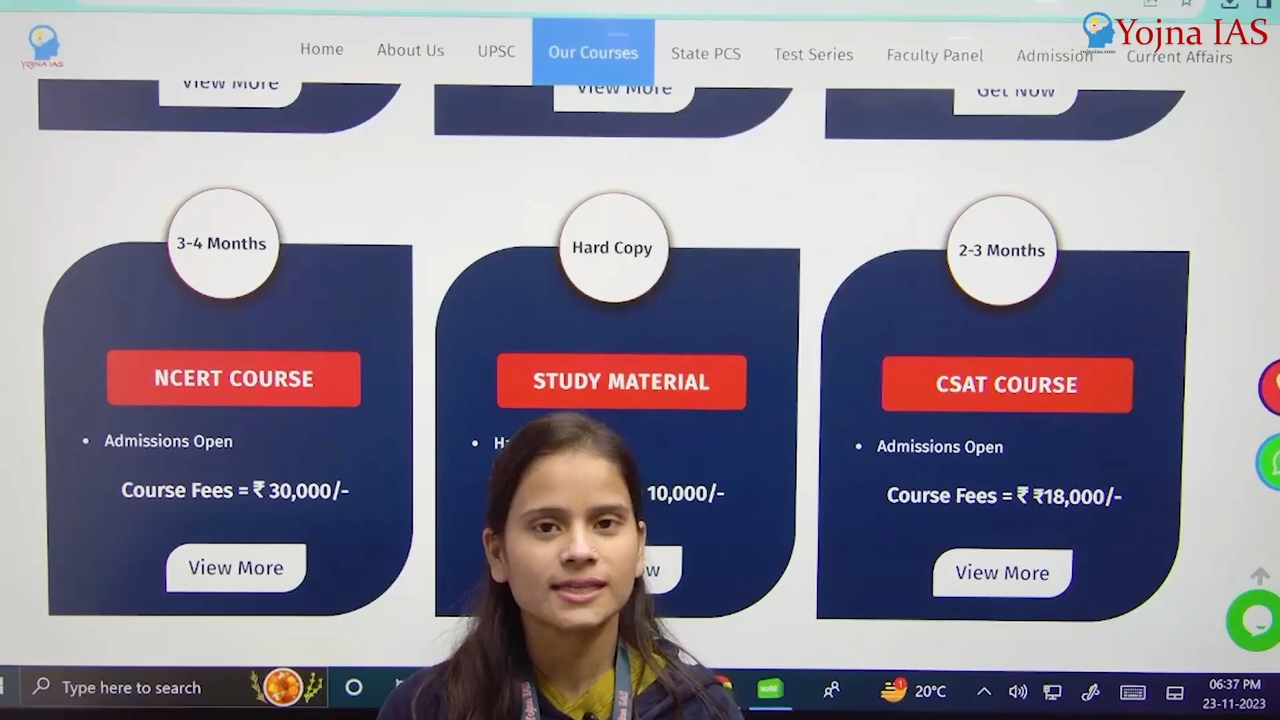 Yojna IAS
YOJNA IAS
Home
About Us
UPSC
Our Courses
State PCS
Test Series
Faculty Panel
Admission
Current Affairs
View More
View More
Get Now
3-4 Months
Hard Copy
2-3 Months
NCERT COURSE
STUDY MATERIAL
CSAT COURSE
• Admissions Open
• Ha
• Admissions Open
Course Fees = ₹ 30,000/-
10,000/-
Course Fees = ₹ ₹18,000/-
View More
w
View More
Type here to search
20°C
06:37 PM
23-11-2023